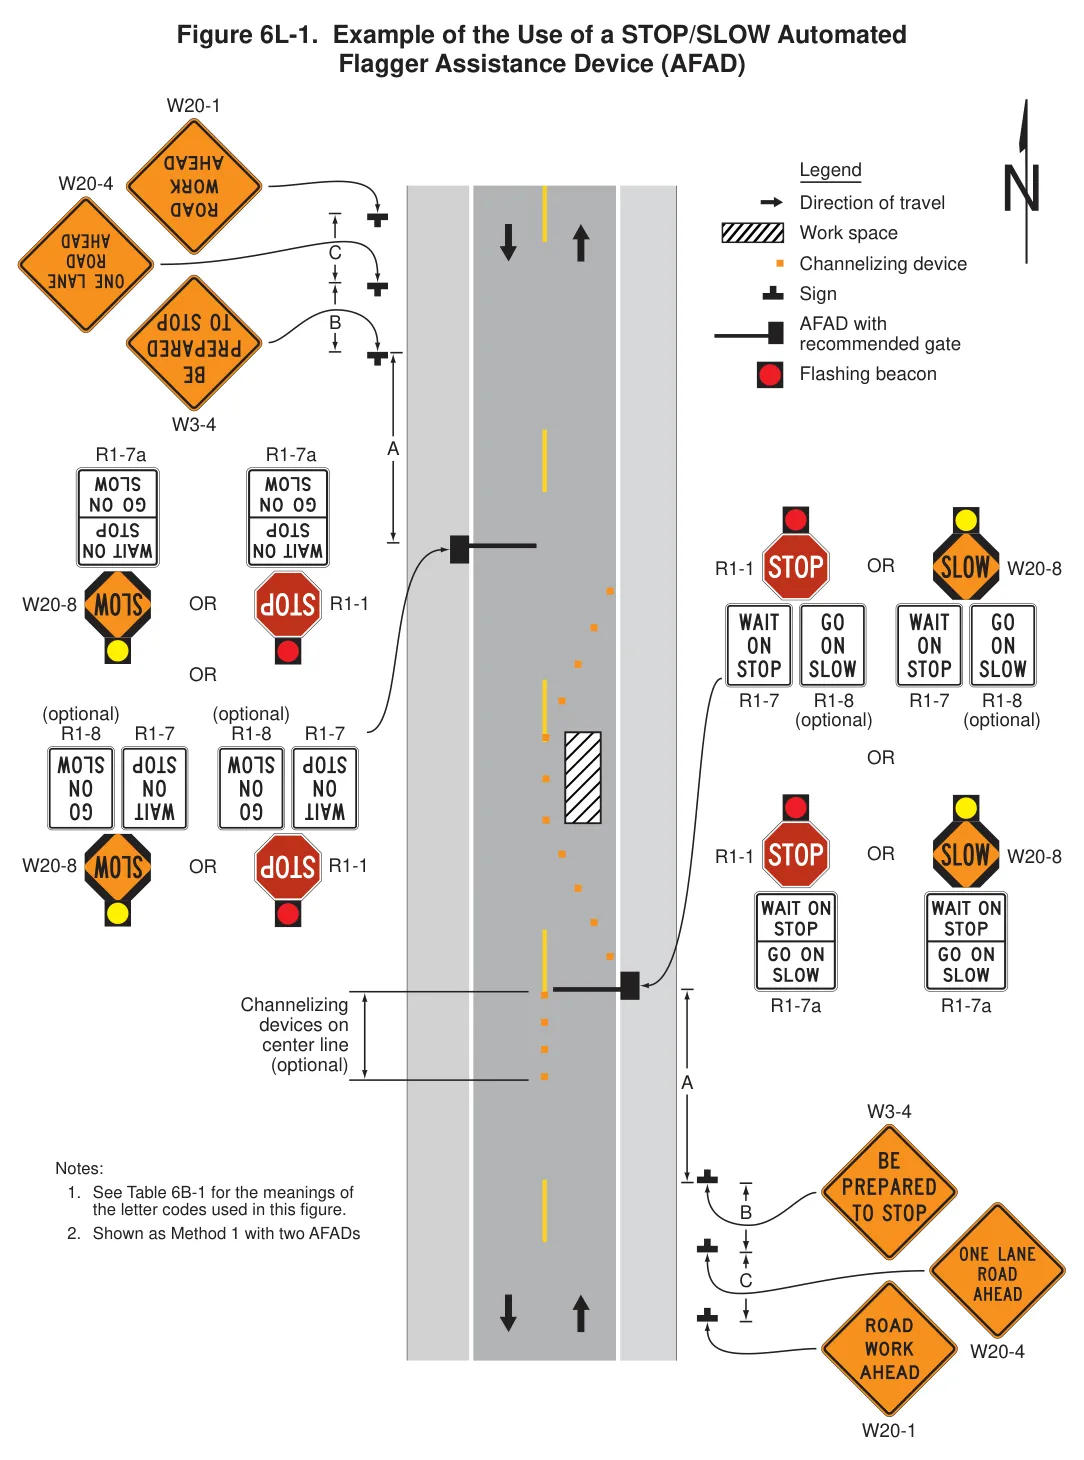 Figure 6L-1.  Example of the Use of a STOP/SLOW Automated
Flagger Assistance Device (AFAD)
W20-1
ROAD
WORK
AHEAD
W20-4
ONE LANE
ROAD
AHEAD
BE
PREPARED
TO STOP
W3-4
C
B
A
N
Legend
Direction of travel
Work space
Channelizing device
Sign
AFAD with
recommended gate
Flashing beacon
R1-7a
WAIT ON
STOP
GO ON
SLOW
R1-7a
WAIT ON
STOP
GO ON
SLOW
W20-8
SLOW
OR
STOP
R1-1
OR
(optional)
R1-8
R1-7
(optional)
R1-8
R1-7
GO
ON
SLOW
WAIT
ON
STOP
GO
ON
SLOW
WAIT
ON
STOP
W20-8
SLOW
OR
STOP
R1-1
R1-1
STOP
OR
SLOW
W20-8
WAIT
ON
STOP
GO
ON
SLOW
WAIT
ON
STOP
GO
ON
SLOW
R1-7
R1-8
(optional)
R1-7
R1-8
(optional)
OR
R1-1
STOP
OR
SLOW
W20-8
WAIT ON
STOP
GO ON
SLOW
WAIT ON
STOP
GO ON
SLOW
R1-7a
R1-7a
Channelizing
devices on
center line
(optional)
A
B
C
W3-4
BE
PREPARED
TO STOP
ONE LANE
ROAD
AHEAD
W20-4
ROAD
WORK
AHEAD
W20-1
Notes:
1.  See Table 6B-1 for the meanings of
the letter codes used in this figure.
2.  Shown as Method 1 with two AFADs